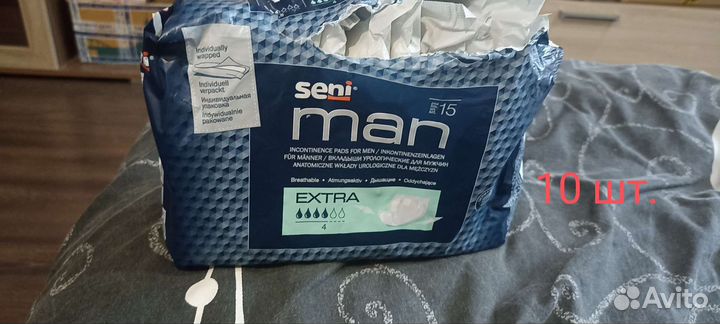 Individually
wrapped
Individuell
verpackt
Индивидуальная
упаковка
Indywidualnie
pakowane
seni
man
15
INCONTINENCE PADS FOR MEN / INKONTINENZEINLAGEN
FÜR MÄNNER / ВКЛАДЫШИ УРОЛОГИЧЕСКИЕ ДЛЯ МУЖЧИН
ANATOMICZNE WKŁADY UROLOGICZNE DLA MĘŻCZYZN
Breathable • Atmungsaktiv • Дышащие • Oddychające
EXTRA
4
10 шт.
Avito